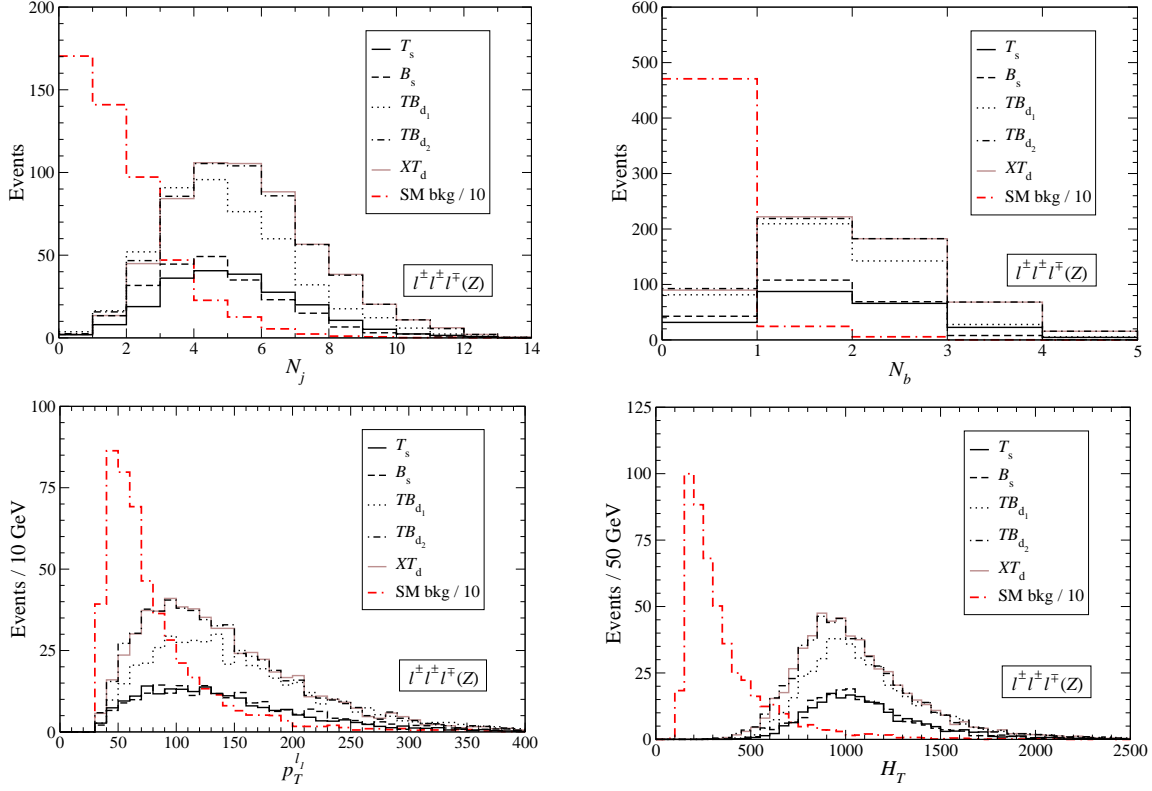 200
150
100
50
0
Events
0 2 4 6 8 10 12 14
N_j
T_s
B_s
TB_d₁
TB_d₂
XT_d
SM bkg / 10
l^± l^± l^∓ (Z)
600
500
400
300
200
100
0
Events
0 1 2 3 4 5
N_b
T_s
B_s
TB_d₁
TB_d₂
XT_d
SM bkg / 10
l^± l^± l^∓ (Z)
100
75
50
25
0
Events / 10 GeV
0 50 100 150 200 250 300 350 400
p_T^{l_1}
T_s
B_s
TB_d₁
TB_d₂
XT_d
SM bkg / 10
l^± l^± l^∓ (Z)
125
100
75
50
25
0
Events / 50 GeV
0 500 1000 1500 2000 2500
H_T
T_s
B_s
TB_d₁
TB_d₂
XT_d
SM bkg / 10
l^± l^± l^∓ (Z)